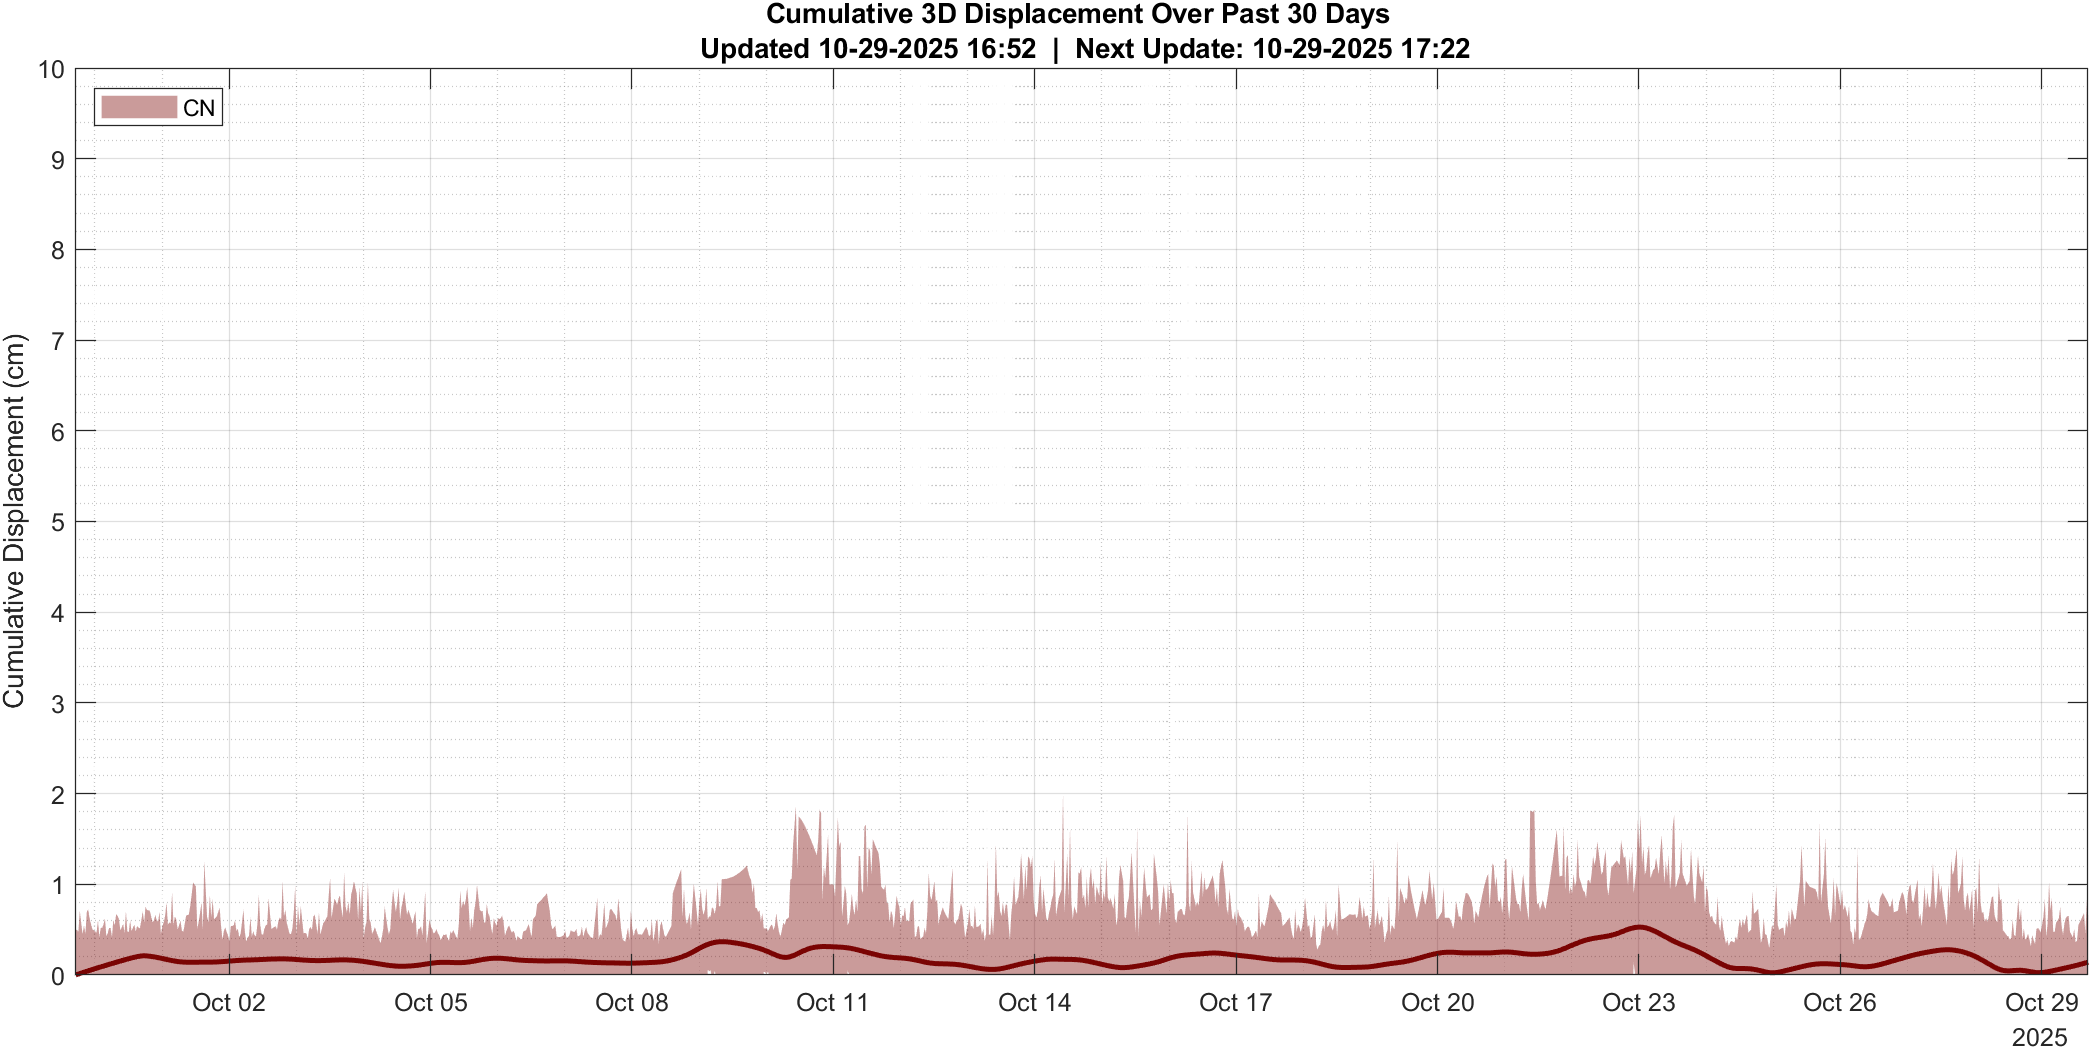 Cumulative 3D Displacement Over Past 30 Days
Updated 10-29-2025 16:52 | Next Update: 10-29-2025 17:22
CN
Cumulative Displacement (cm)
10
9
8
7
6
5
4
3
2
1
0
Oct 02 Oct 05 Oct 08 Oct 11 Oct 14 Oct 17 Oct 20 Oct 23 Oct 26 Oct 29
2025